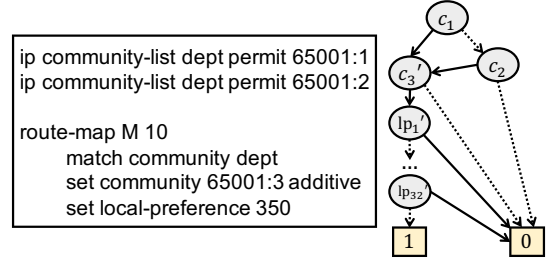 ip community-list dept permit 65001:1
ip community-list dept permit 65001:2
route-map M 10
match community dept
set community 65001:3 additive
set local-preference 350
c₁
c₂
c₃′
lp₁′
...
lp₃₂′
1
0